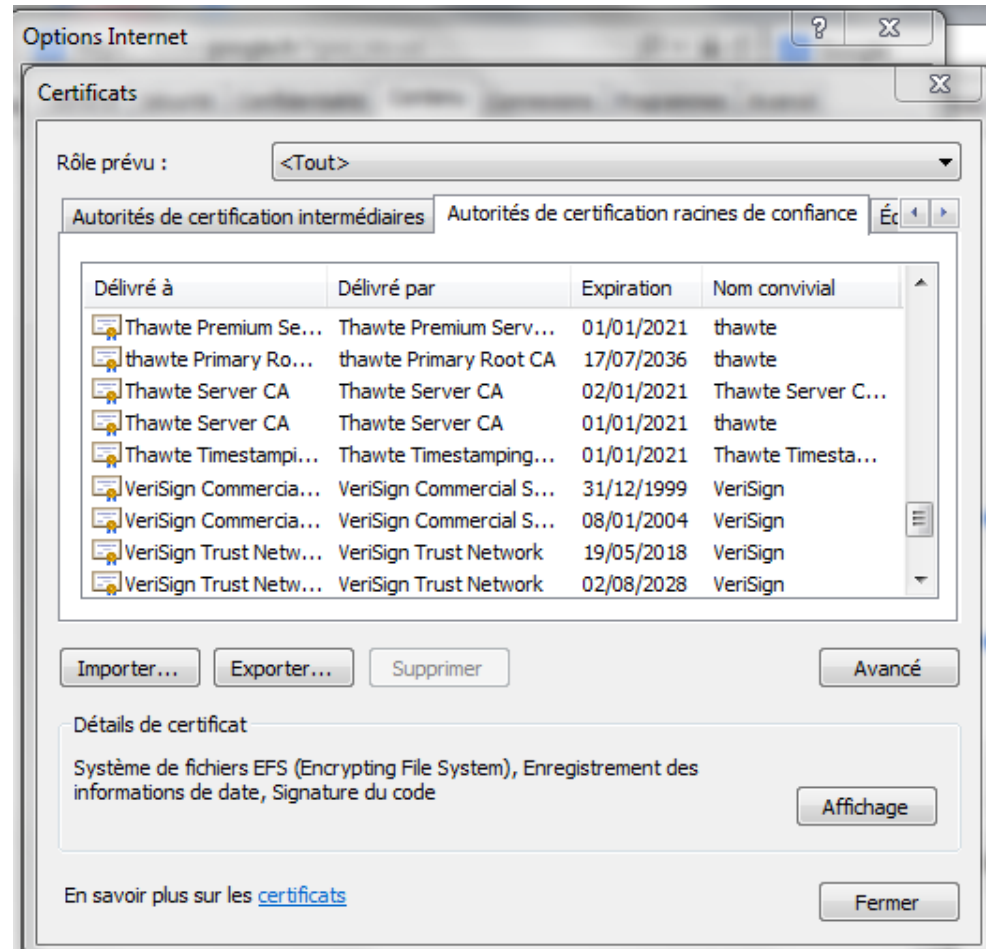 Options Internet
Certificats
Rôle prévu :
<Tout>
Autorités de certification intermédiaires Autorités de certification racines de confiance Éc
Délivré à Délivré par Expiration Nom convivial
Thawte Premium Se... Thawte Premium Serv... 01/01/2021 thawte
thawte Primary Ro... thawte Primary Root CA 17/07/2036 thawte
Thawte Server CA Thawte Server CA 02/01/2021 Thawte Server C...
Thawte Server CA Thawte Server CA 01/01/2021 thawte
Thawte Timestampi... Thawte Timestamping... 01/01/2021 Thawte Timesta...
VeriSign Commercia... VeriSign Commercial S... 31/12/1999 VeriSign
VeriSign Commercia... VeriSign Commercial S... 08/01/2004 VeriSign
VeriSign Trust Netw... VeriSign Trust Network 19/05/2018 VeriSign
VeriSign Trust Netw... VeriSign Trust Network 02/08/2028 VeriSign
Importer... Exporter... Supprimer Avancé
Détails de certificat
Système de fichiers EFS (Encrypting File System), Enregistrement des
informations de date, Signature du code
Affichage
En savoir plus sur les certificats
Fermer